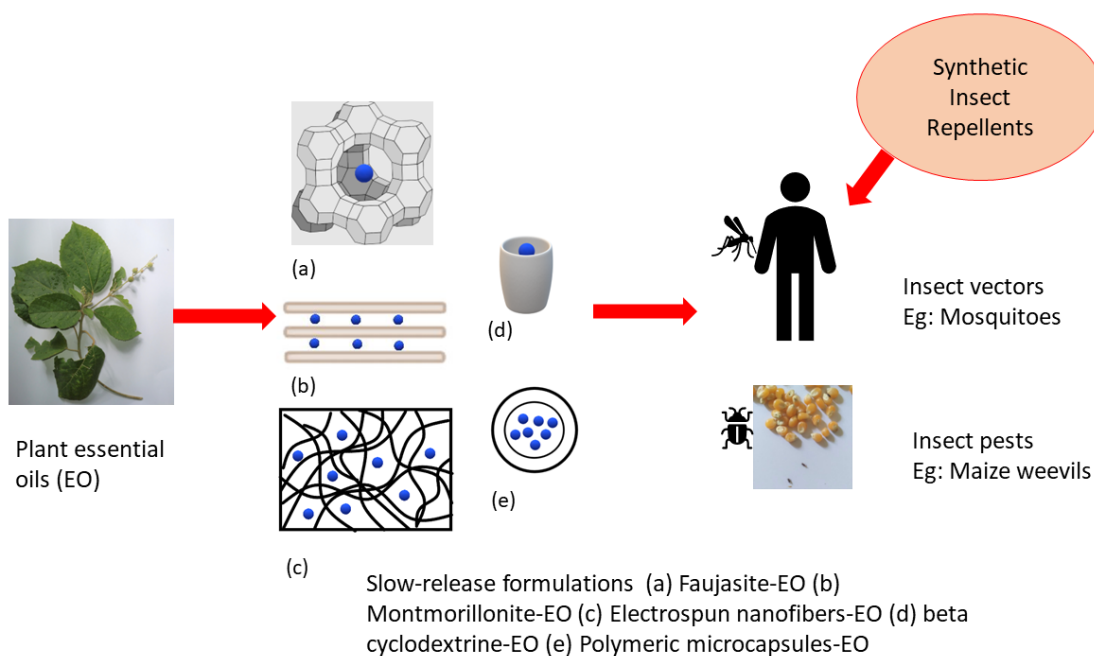 Synthetic
Insect
Repellents
(a)
(d)
Insect vectors
Eg: Mosquitoes
(b)
Plant essential
oils (EO)
(e)
Insect pests
Eg: Maize weevils
(c)
Slow-release formulations  (a) Faujasite-EO (b)
Montmorillonite-EO (c) Electrospun nanofibers-EO (d) beta
cyclodextrine-EO (e) Polymeric microcapsules-EO